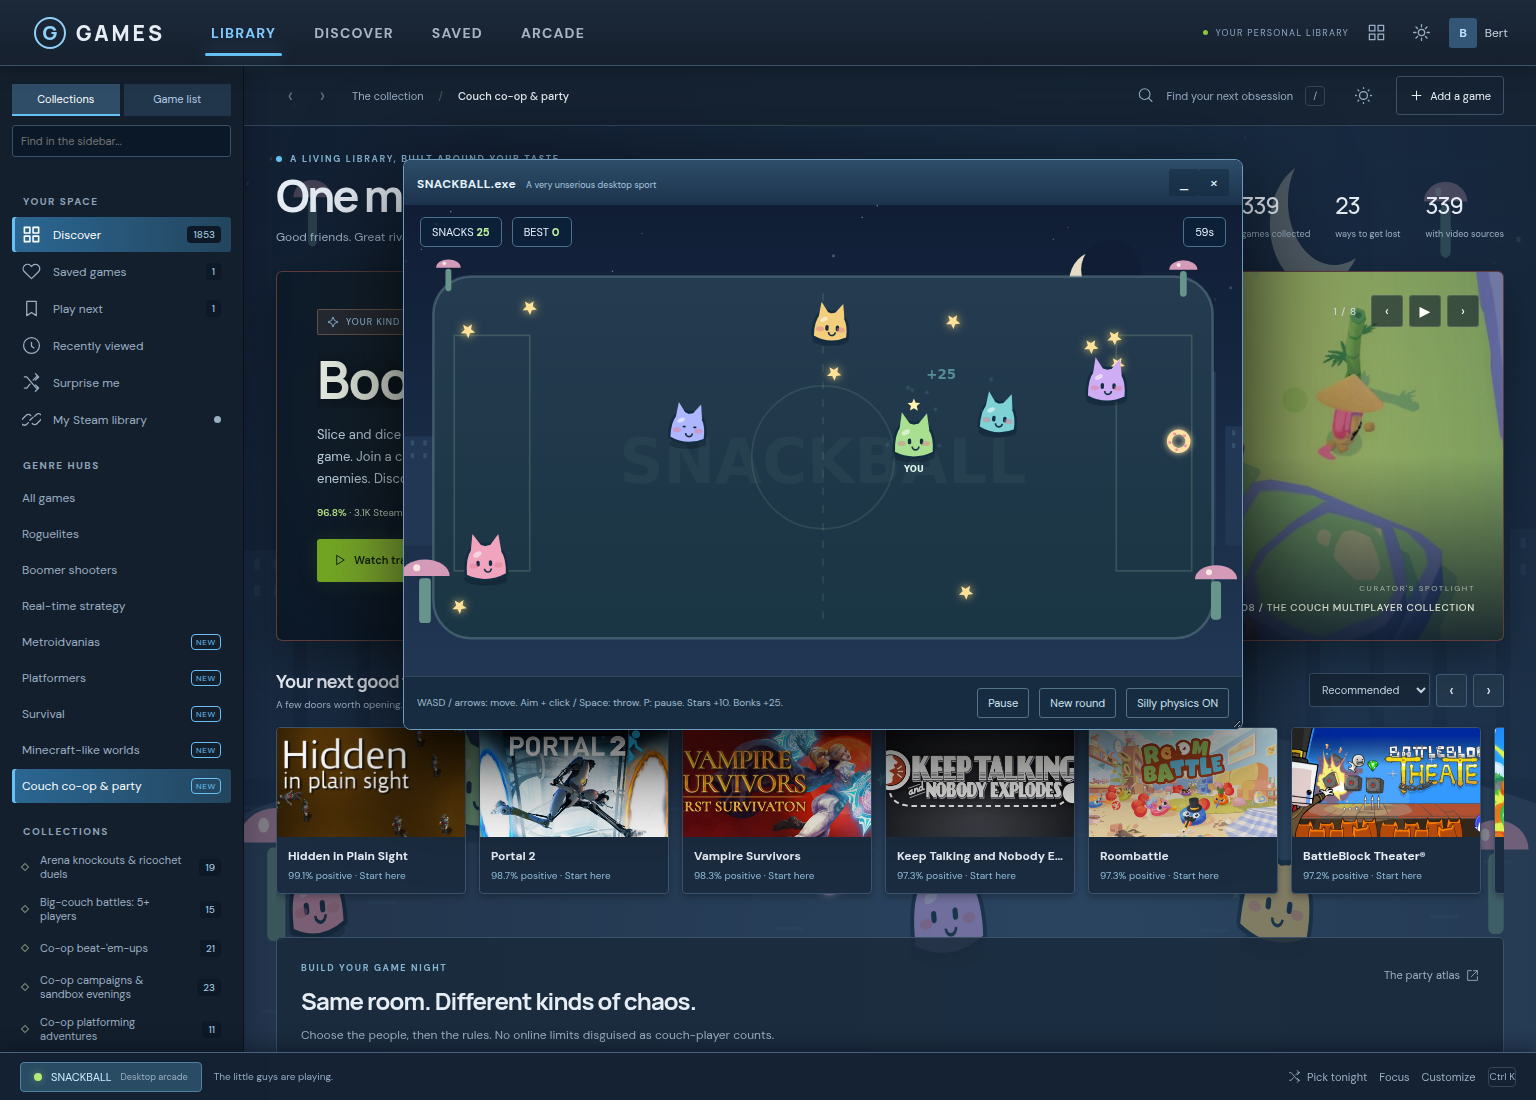 G GAMES
LIBRARY DISCOVER SAVED ARCADE
YOUR PERSONAL LIBRARY
B Bert
Collections Game list
Find in the sidebar...
YOUR SPACE
Discover 1853
Saved games 1
Play next 1
Recently viewed
Surprise me
My Steam library
GENRE HUBS
All games
Roguelites
Boomer shooters
Real-time strategy
Metroidvanias NEW
Platformers NEW
Survival NEW
Minecraft-like worlds NEW
Couch co-op & party NEW
COLLECTIONS
Arena knockouts & ricochet
duels 19
Big-couch battles: 5+
players 15
Co-op beat-'em-ups 21
Co-op campaigns &
sandbox evenings 23
Co-op platforming
adventures 11
‹ › The collection / Couch co-op & party
Find your next obsession /
+ Add a game
A LIVING LIBRARY, BUILT AROUND YOUR TASTE
One m
Good friends. Great riv
339
games collected
23
ways to get lost
339
with video sources
YOUR KIND
Boo
Slice and dice
game. Join a c
enemies. Disc
96.8% · 3.1K Steam
Watch tra
1 / 8 ‹ ▶ ›
CURATOR'S SPOTLIGHT
08 / THE COUCH MULTIPLAYER COLLECTION
SNACKBALL.exe A very unserious desktop sport _ ×
SNACKS 25 BEST 0 59s
+25
SNACKBALL
YOU
WASD / arrows: move. Aim + click / Space: throw. P: pause. Stars +10. Bonks +25.
Pause New round Silly physics ON
Your next good
A few doors worth opening.
Recommended ‹ ›
Hidden
in plain sight
Hidden In Plain Sight
99.1% positive · Start here
PORTAL 2
Portal 2
98.7% positive · Start here
VAMPIRE
URVIVORS
RST SURVIVATON
Vampire Survivors
98.3% positive · Start here
KEEP TALKING
AND NOBODY EXPLODES
Keep Talking and Nobody E...
97.3% positive · Start here
ROOM
BATTLE
Roombattle
97.3% positive · Start here
BATTLEBLO
THEATE
BattleBlock Theater®
97.2% positive · Start here
BUILD YOUR GAME NIGHT
Same room. Different kinds of chaos.
Choose the people, then the rules. No online limits disguised as couch-player counts.
The party atlas
SNACKBALL Desktop arcade
The little guys are playing.
Pick tonight Focus Customize Ctrl K